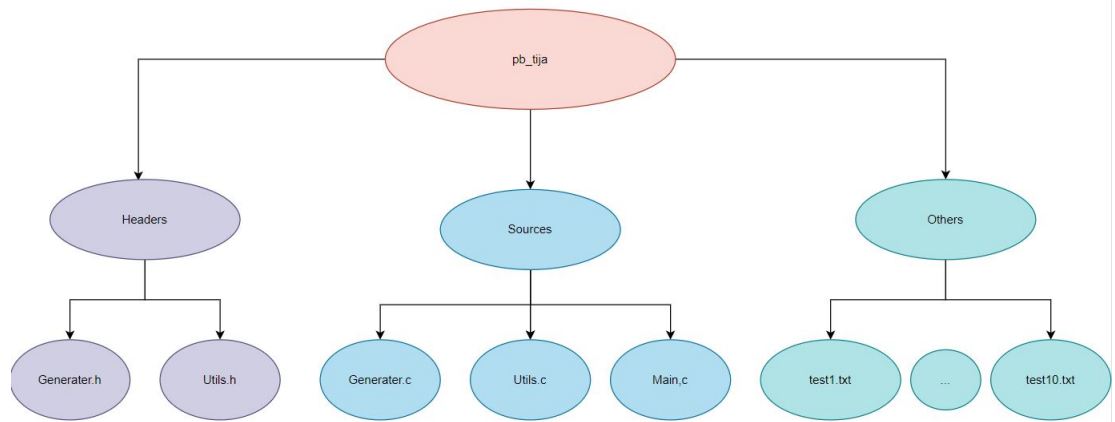 pb_tija
Headers
Sources
Others
Generater.h
Utils.h
Generater.c
Utils.c
Main,c
test1.txt
...
test10.txt